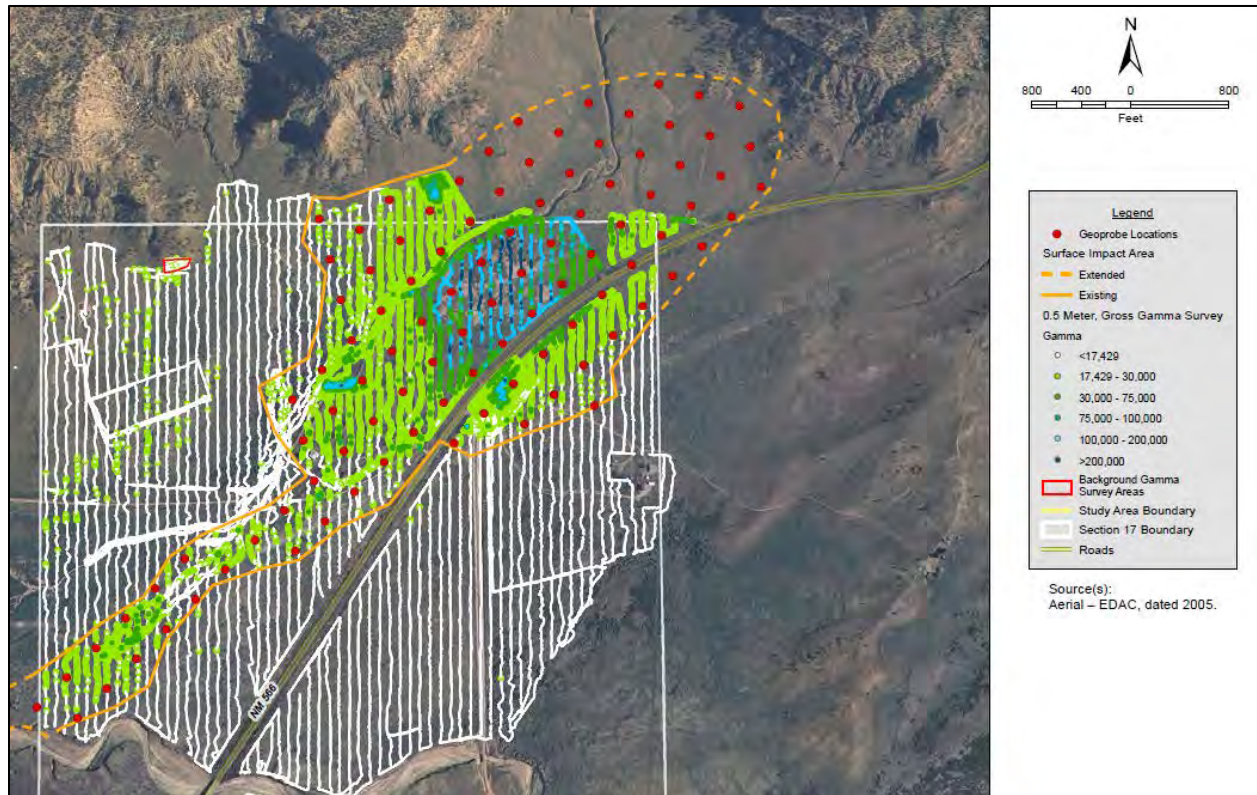 N
800 400 0 800
Feet
Legend
Geoprobe Locations
Surface Impact Area
Extended
Existing
0.5 Meter, Gross Gamma Survey
Gamma
<17,429
17,429 - 30,000
30,000 - 75,000
75,000 - 100,000
100,000 - 200,000
>200,000
Background Gamma
Survey Areas
Study Area Boundary
Section 17 Boundary
Roads
Source(s):
Aerial – EDAC, dated 2005.
NM 566